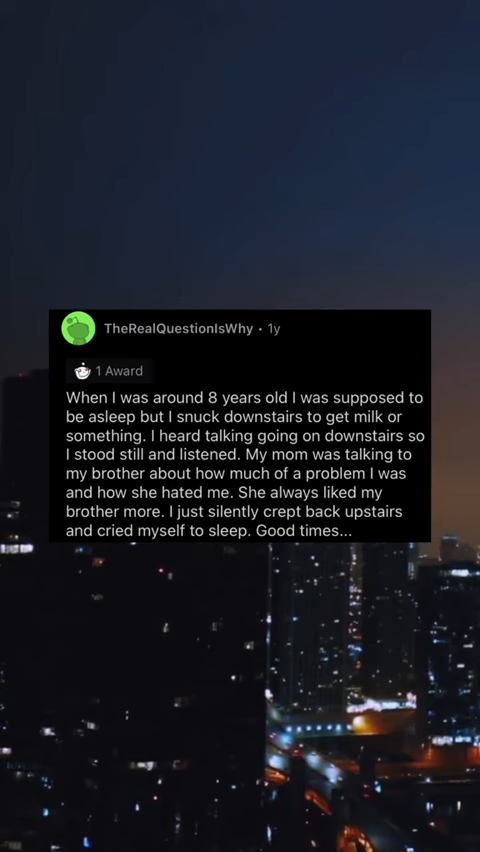 TheRealQuestionIsWhy · 1y
1 Award
When I was around 8 years old I was supposed to
be asleep but I snuck downstairs to get milk or
something. I heard talking going on downstairs so
I stood still and listened. My mom was talking to
my brother about how much of a problem I was
and how she hated me. She always liked my
brother more. I just silently crept back upstairs
and cried myself to sleep. Good times...